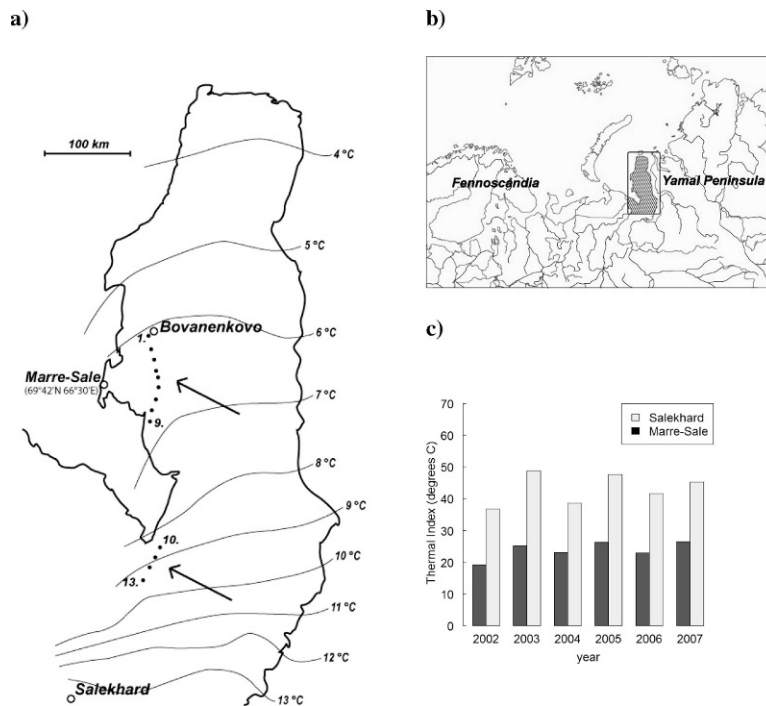 a)
100 km
4 °C
5 °C
6 °C
1.
Bovanenkovo
Marre-Sale
(69°42'N 66°30'E)
7 °C
9.
8 °C
9 °C
10.
10 °C
13.
11 °C
12 °C
Salekhard
13 °C
b)
Fennoscandia
Yamal Peninsula
c)
Salekhard
Marre-Sale
Thermal Index (degrees C)
70
60
50
40
30
20
10
0
2002 2003 2004 2005 2006 2007
year